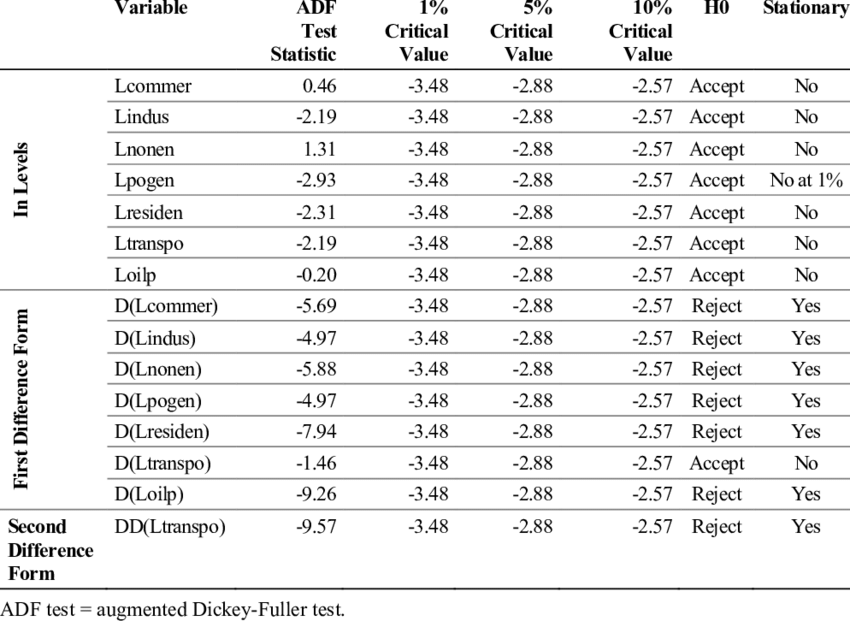 Variable ADF Test Statistic 1% Critical Value 5% Critical Value 10% Critical Value H0 Stationary
In Levels
Lcommer 0.46 -3.48 -2.88 -2.57 Accept No
Lindus -2.19 -3.48 -2.88 -2.57 Accept No
Lnonen 1.31 -3.48 -2.88 -2.57 Accept No
Lpogen -2.93 -3.48 -2.88 -2.57 Accept No at 1%
Lresiden -2.31 -3.48 -2.88 -2.57 Accept No
Ltranspo -2.19 -3.48 -2.88 -2.57 Accept No
Loilp -0.20 -3.48 -2.88 -2.57 Accept No
First Difference Form
D(Lcommer) -5.69 -3.48 -2.88 -2.57 Reject Yes
D(Lindus) -4.97 -3.48 -2.88 -2.57 Reject Yes
D(Lnonen) -5.88 -3.48 -2.88 -2.57 Reject Yes
D(Lpogen) -4.97 -3.48 -2.88 -2.57 Reject Yes
D(Lresiden) -7.94 -3.48 -2.88 -2.57 Reject Yes
D(Ltranspo) -1.46 -3.48 -2.88 -2.57 Accept No
D(Loilp) -9.26 -3.48 -2.88 -2.57 Reject Yes
Second Difference Form
DD(Ltranspo) -9.57 -3.48 -2.88 -2.57 Reject Yes
ADF test = augmented Dickey-Fuller test.